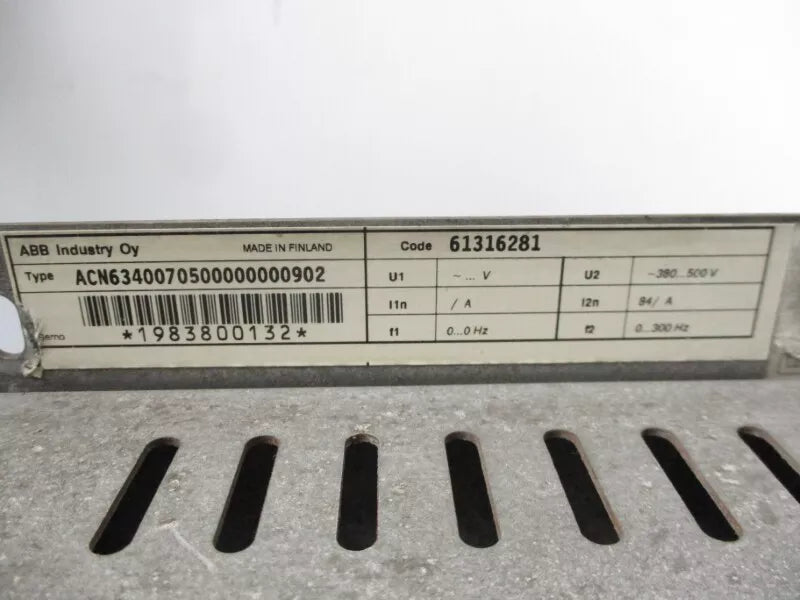 ABB Industry Oy MADE IN FINLAND
Code 61316281
Type ACN6340070500000000902
U1 ~ ... V U2 ~380...500 V
I1n / A I2n 84/ A
*1983800132*
f1 0...0 Hz f2 0...300 Hz